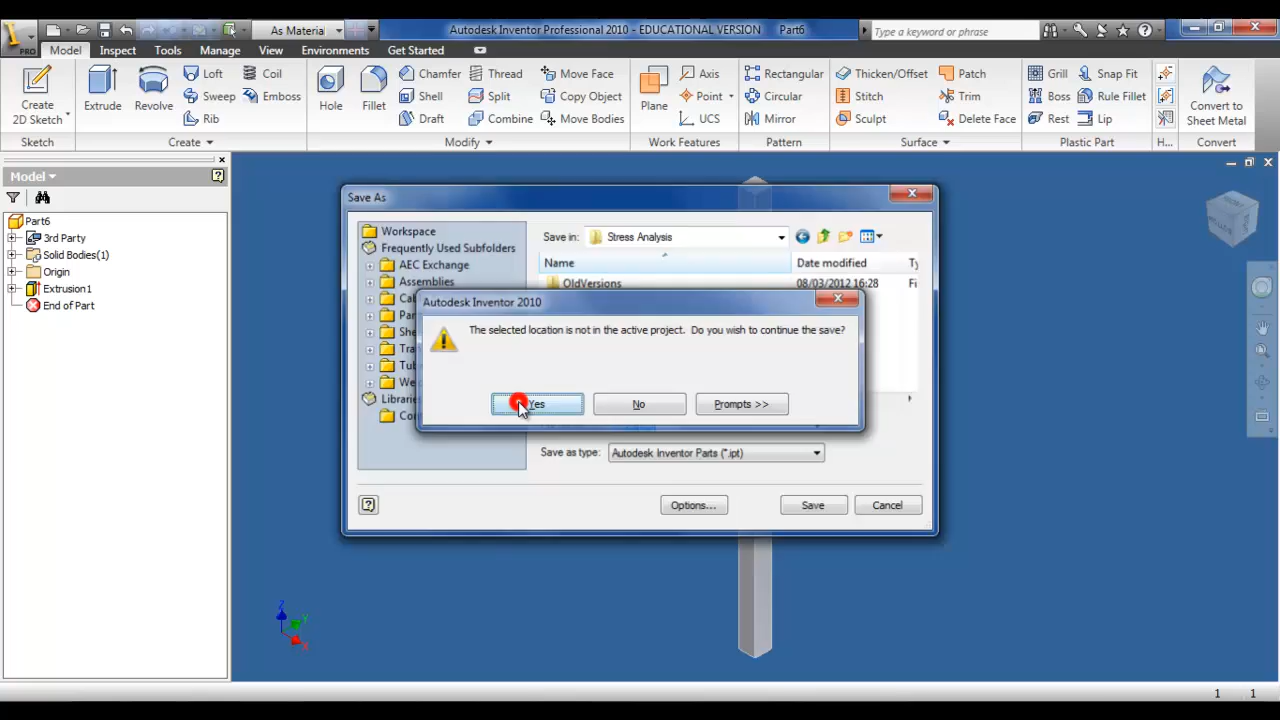 As Material
Autodesk Inventor Professional 2010 - EDUCATIONAL VERSION Part6
Type a keyword or phrase
PRO
Model Inspect Tools Manage View Environments Get Started
Create 2D Sketch
Extrude
Revolve
Loft
Coil
Sweep
Emboss
Rib
Hole
Fillet
Chamfer
Thread
Move Face
Shell
Split
Copy Object
Draft
Combine
Move Bodies
Plane
Axis
Point
UCS
Rectangular
Circular
Mirror
Thicken/Offset
Patch
Stitch
Trim
Sculpt
Delete Face
Grill
Snap Fit
Boss
Rule Fillet
Rest
Lip
Convert to Sheet Metal
Sketch
Create
Modify
Work Features
Pattern
Surface
Plastic Part
H...
Convert
Model
Part6
3rd Party
Solid Bodies(1)
Origin
Extrusion1
End of Part
Save As
Workspace
Frequently Used Subfolders
AEC Exchange
Assemblies
Save in: Stress Analysis
Name Date modified Ty
OldVersions 08/03/2012 16:28 Fi
Autodesk Inventor 2010
The selected location is not in the active project. Do you wish to continue the save?
Yes No Prompts >>
Save as type: Autodesk Inventor Parts (*.ipt)
Options... Save Cancel
Z
Y
X
1 1